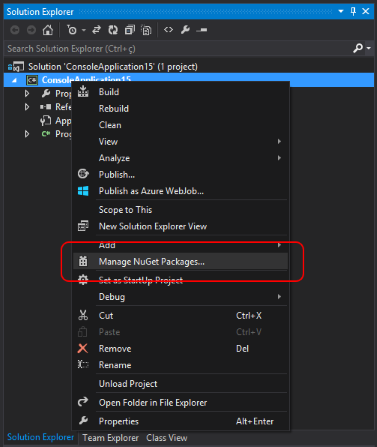 Solution Explorer
Search Solution Explorer (Ctrl+ç)
Solution 'ConsoleApplication15' (1 project)
C# ConsoleApplication15
Prop
Refe
App
C# Prog
Build
Rebuild
Clean
View
Analyze
Publish...
Publish as Azure WebJob...
Scope to This
New Solution Explorer View
Add
Manage NuGet Packages...
Set as StartUp Project
Debug
Cut Ctrl+X
Paste Ctrl+V
Remove Del
Rename
Unload Project
Open Folder in File Explorer
Properties Alt+Enter
Solution Explorer Team Explorer Class View